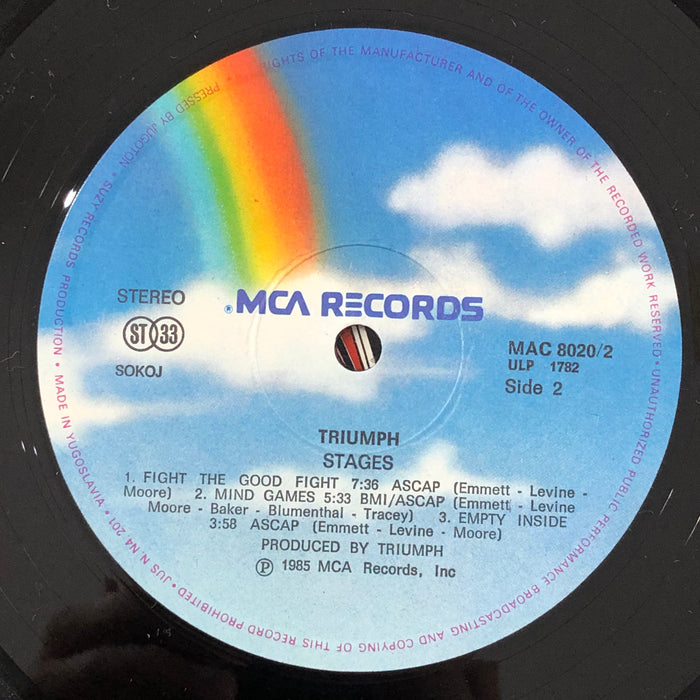 ALL RIGHTS OF THE MANUFACTURER AND OF THE OWNER OF THE RECORDED WORK RESERVED • UNAUTHORIZED PUBLIC PERFORMANCE BROADCASTING AND COPYING OF THIS RECORD PROHIBITED • JUS N. N4 201 • MADE IN YUGOSLAVIA • SUZY RECORDS PRODUCTION • PRESSED BY JUGOTON •
STEREO
®MCA RECORDS
ST 33
SOKOJ
MAC 8020/2
ULP 1782
Side 2
TRIUMPH
STAGES
1. FIGHT THE GOOD FIGHT 7:36 ASCAP (Emmett - Levine -
Moore) 2. MIND GAMES 5:33 BMI/ASCAP (Emmett - Levine
Moore - Baker - Blumenthal - Tracey) 3. EMPTY INSIDE
3:58 ASCAP (Emmett - Levine - Moore)
PRODUCED BY TRIUMPH
Ⓟ 1985 MCA Records, Inc